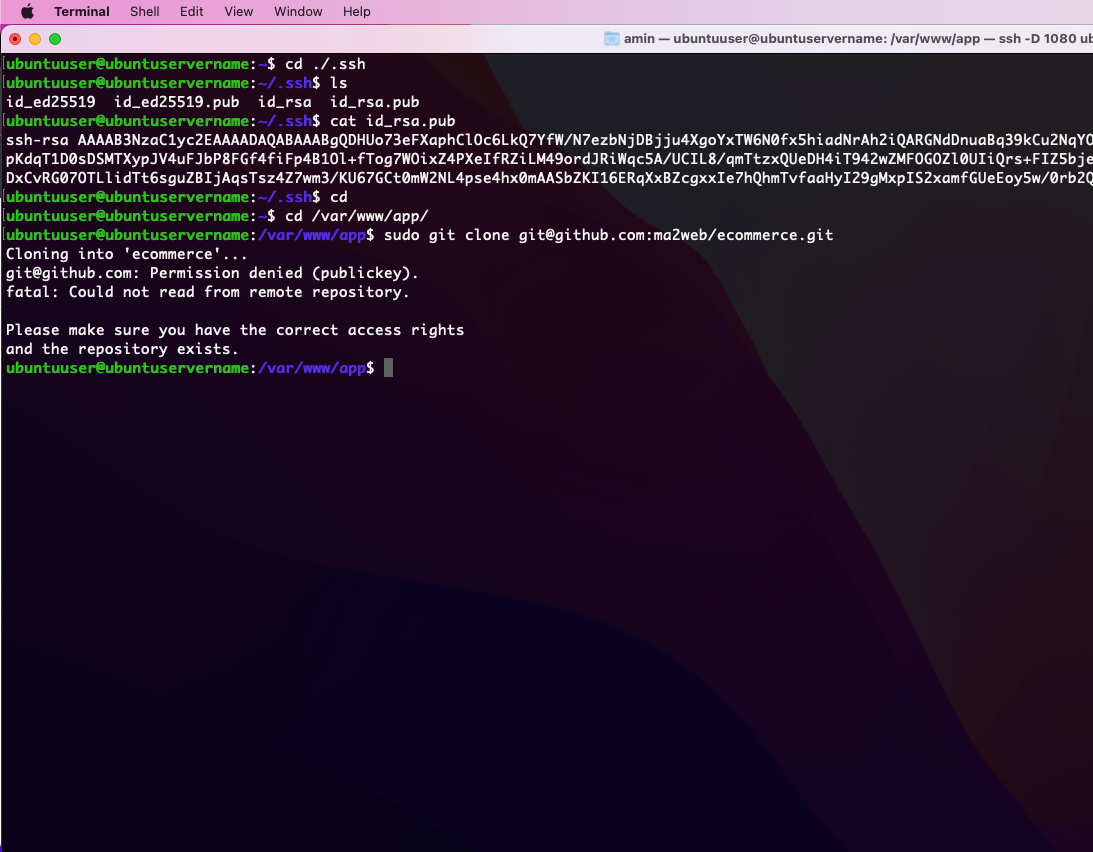 Terminal Shell Edit View Window Help
amin — ubuntuuser@ubuntuservername: /var/www/app — ssh -D 1080 ub
ubuntuuser@ubuntuservername:~$ cd ./.ssh
ubuntuuser@ubuntuservername:~/.ssh$ ls
id_ed25519  id_ed25519.pub  id_rsa  id_rsa.pub
ubuntuuser@ubuntuservername:~/.ssh$ cat id_rsa.pub
ssh-rsa AAAAB3NzaC1yc2EAAAADAQABAAABgQDHUo73eFXaphClOc6LkQ7YfW/N7ezbNjDBjju4XgoYxTW6N0fx5hiadNrAh2iQARGNdDnuaBq39kCu2NqYO
pKdqT1D0sDSMTXypJV4uFJbP8FGf4fiFp4B1Ol+fTog7WOixZ4PXeIfRZiLM49ordJRiWqc5A/UCIL8/qmTtzxQUeDH4iT942wZMFOGOZl0UIiQrs+FIZ5bje
DxCvRG07OTLlidTt6sguZBIjAqsTsz4Z7wm3/KU67GCt0mW2NL4pse4hx0mAASbZKI16ERqXxBZcgxxIe7hQhmTvfaaHyI29gMxpIS2xamfGUeEoy5w/0rb2Q
ubuntuuser@ubuntuservername:~/.ssh$ cd
ubuntuuser@ubuntuservername:~$ cd /var/www/app/
ubuntuuser@ubuntuservername:/var/www/app$ sudo git clone git@github.com:ma2web/ecommerce.git
Cloning into 'ecommerce'...
git@github.com: Permission denied (publickey).
fatal: Could not read from remote repository.
Please make sure you have the correct access rights
and the repository exists.
ubuntuuser@ubuntuservername:/var/www/app$